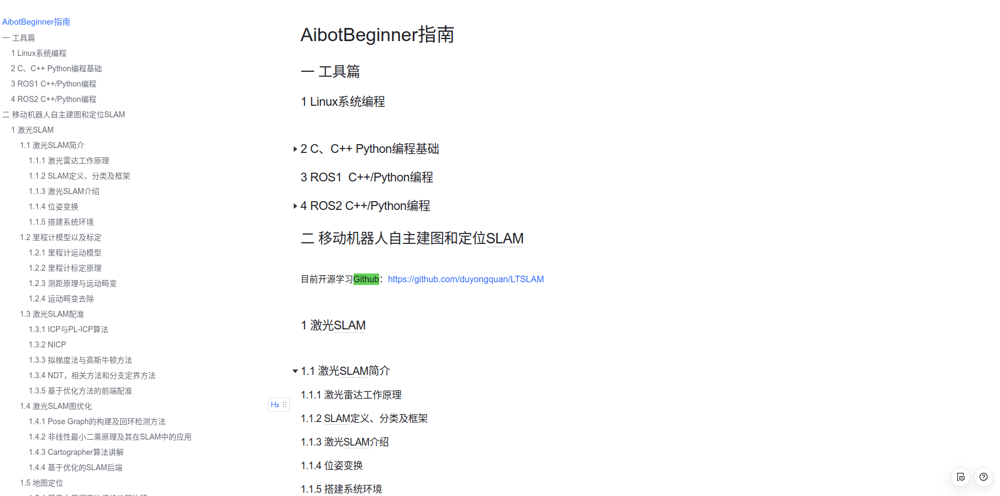 AibotBeginner指南
一 工具篇
1 Linux系统编程
2 C、C++ Python编程基础
3 ROS1 C++/Python编程
4 ROS2 C++/Python编程
二 移动机器人自主建图和定位SLAM
1 激光SLAM
1.1 激光SLAM简介
1.1.1 激光雷达工作原理
1.1.2 SLAM定义、分类及框架
1.1.3 激光SLAM介绍
1.1.4 位姿变换
1.1.5 搭建系统环境
1.2 里程计模型以及标定
1.2.1 里程计运动模型
1.2.2 里程计标定原理
1.2.3 测距原理与运动畸变
1.2.4 运动畸变去除
1.3 激光SLAM配准
1.3.1 ICP与PL-ICP算法
1.3.2 NICP
1.3.3 拟梯度法与高斯牛顿方法
1.3.4 NDT，相关方法和分支定界方法
1.3.5 基于优化方法的前端配准
1.4 激光SLAM图优化
1.4.1 Pose Graph的构建及回环检测方法
1.4.2 非线性最小二乘原理及其在SLAM中的应用
1.4.3 Cartographer算法讲解
1.4.4 基于优化的SLAM后端
1.5 地图定位
AibotBeginner指南
一 工具篇
1 Linux系统编程
2 C、C++ Python编程基础
3 ROS1  C++/Python编程
4 ROS2 C++/Python编程
二 移动机器人自主建图和定位SLAM
目前开源学习Github：https://github.com/duyongquan/LTSLAM
1 激光SLAM
1.1 激光SLAM简介
1.1.1 激光雷达工作原理
H3
1.1.2 SLAM定义、分类及框架
1.1.3 激光SLAM介绍
1.1.4 位姿变换
1.1.5 搭建系统环境